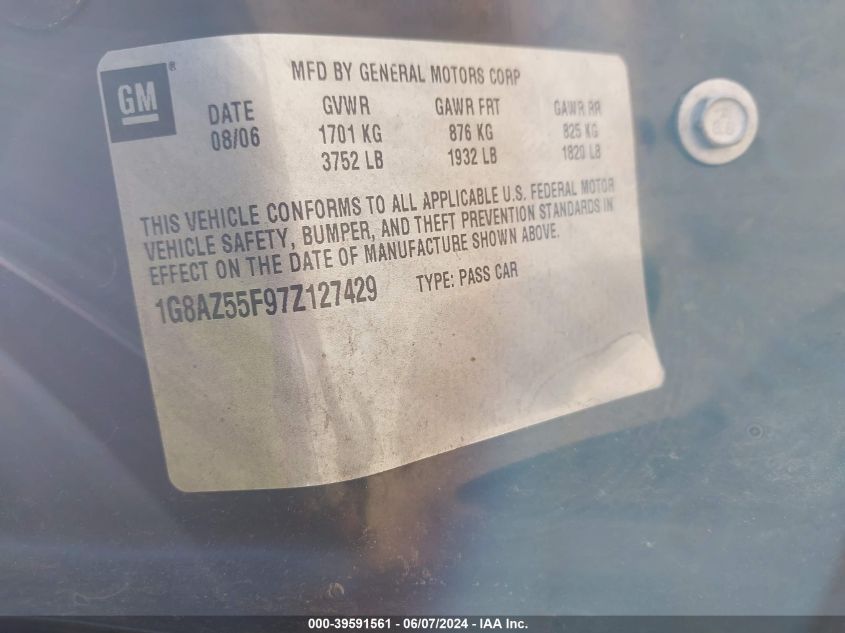 GM ®
MFD BY GENERAL MOTORS CORP
DATE GVWR GAWR FRT GAWR RR
08/06 1701 KG 876 KG 825 KG
3752 LB 1932 LB 1820 LB
THIS VEHICLE CONFORMS TO ALL APPLICABLE U.S. FEDERAL MOTOR
VEHICLE SAFETY, BUMPER, AND THEFT PREVENTION STANDARDS IN
EFFECT ON THE DATE OF MANUFACTURE SHOWN ABOVE.
1G8AZ55F97Z127429 TYPE: PASS CAR
000-39591561 / 06/07/2024 - IAA Inc.